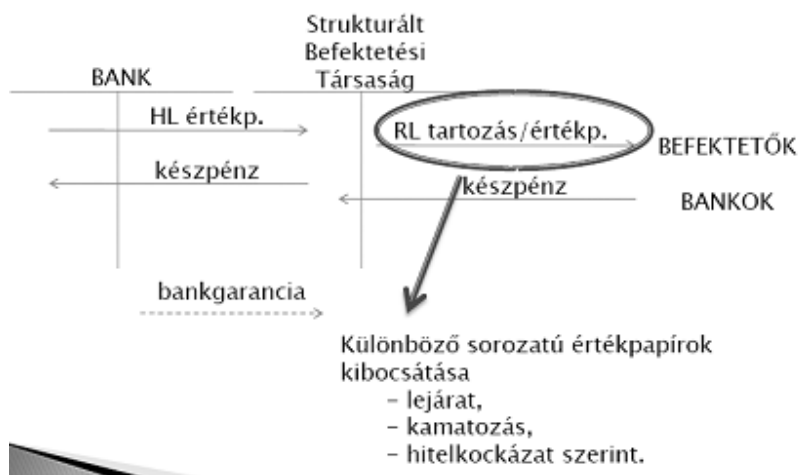 Strukturált
Befektetési
Társaság
BANK
HL értékp.
RL tartozás/értékp.
BEFEKTETŐK
készpénz
készpénz
BANKOK
bankgarancia
Különböző sorozatú értékpapírok
kibocsátása
- lejárat,
- kamatozás,
- hitelkockázat szerint.